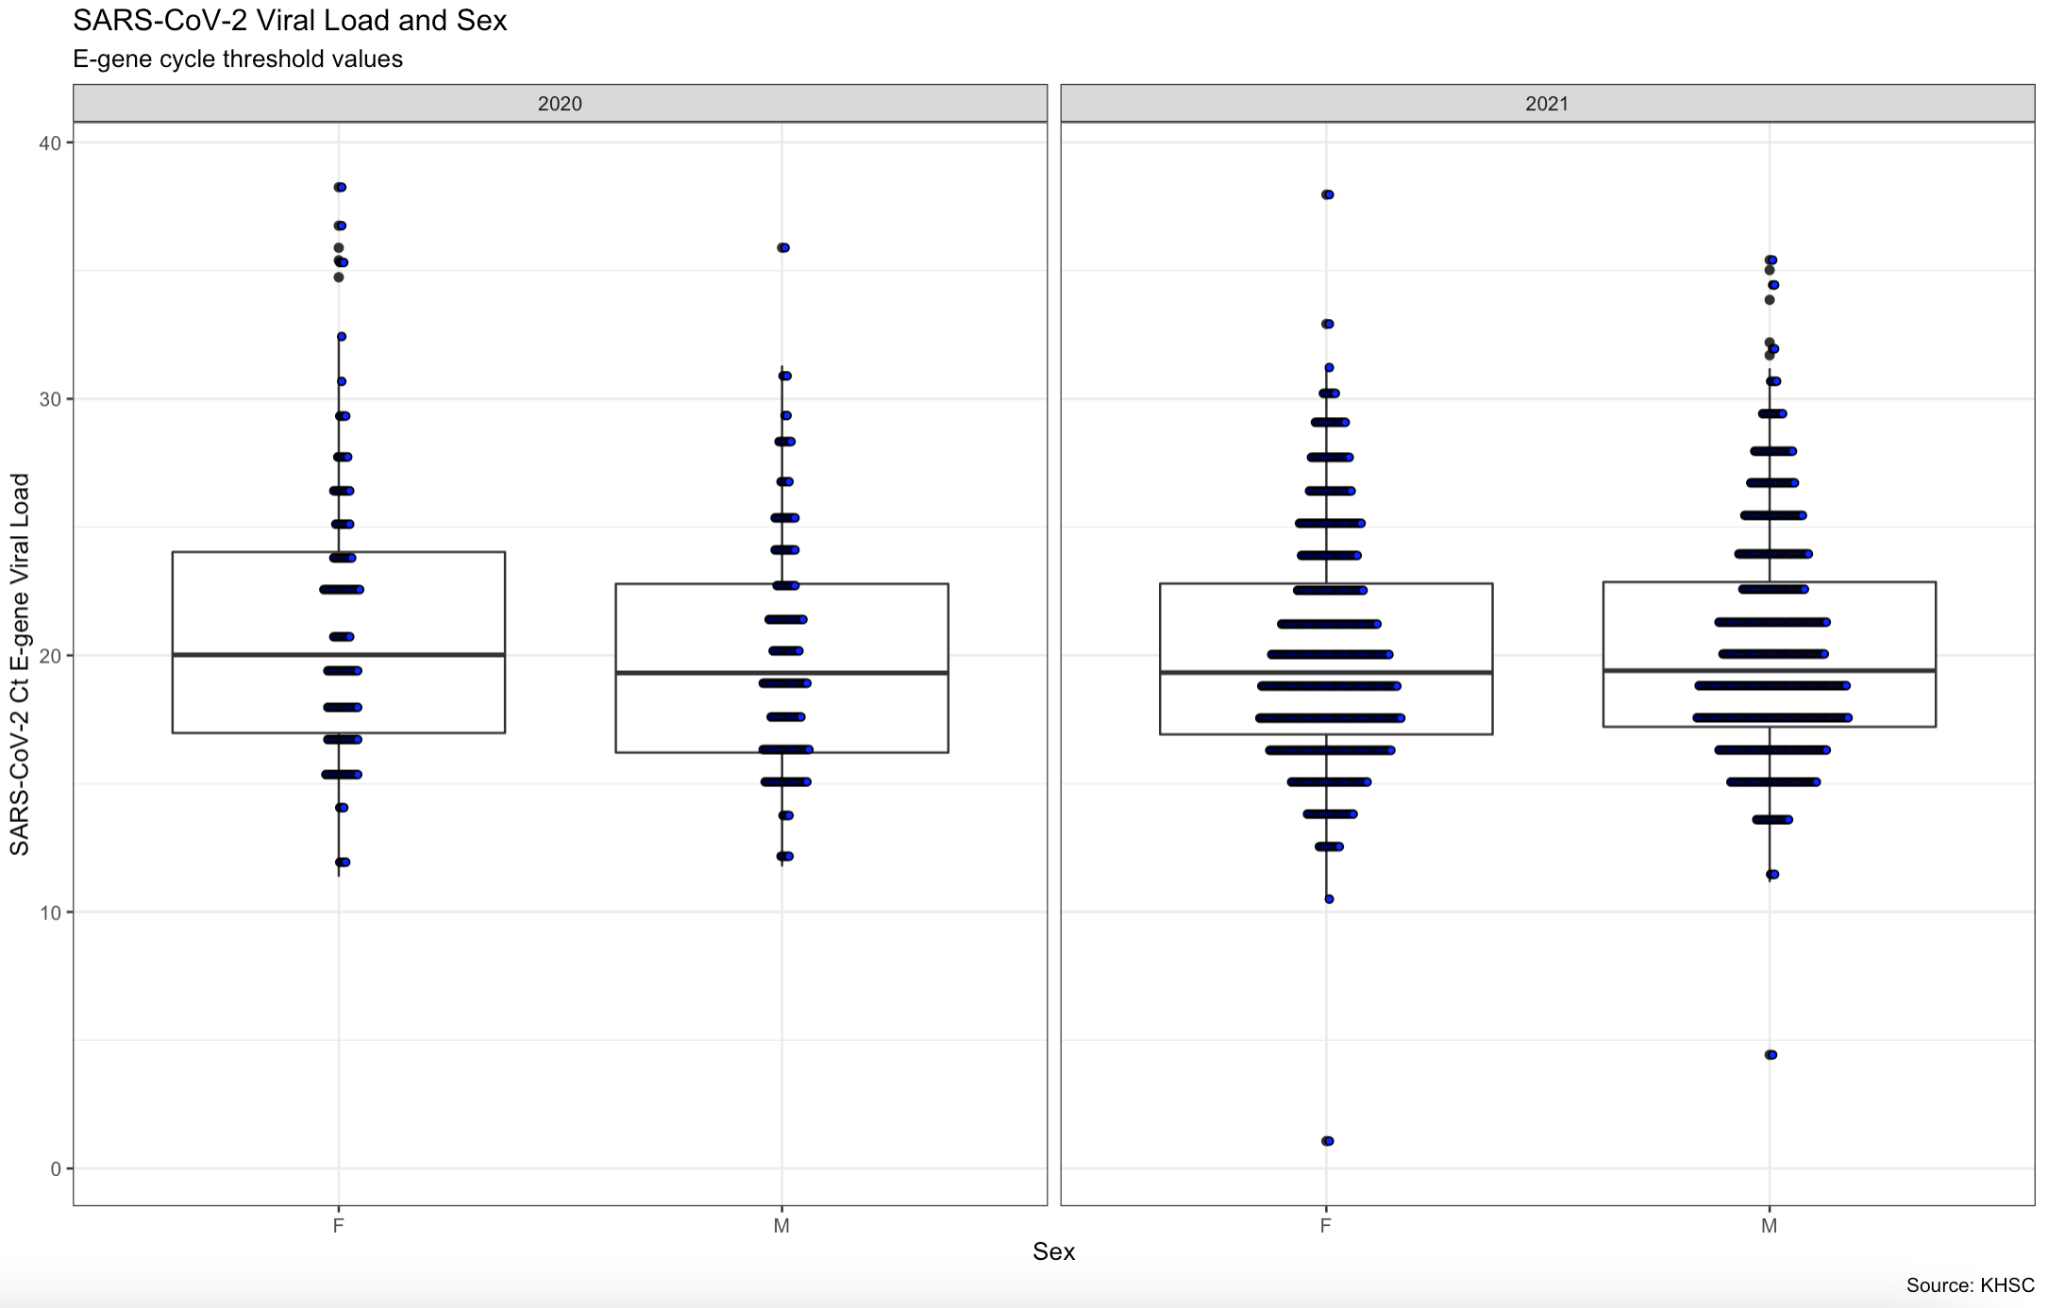 SARS-CoV-2 Viral Load and Sex
E-gene cycle threshold values
2020
2021
SARS-CoV-2 Ct E-gene Viral Load
40
30
20
10
0
F
M
F
M
Sex
Source: KHSC